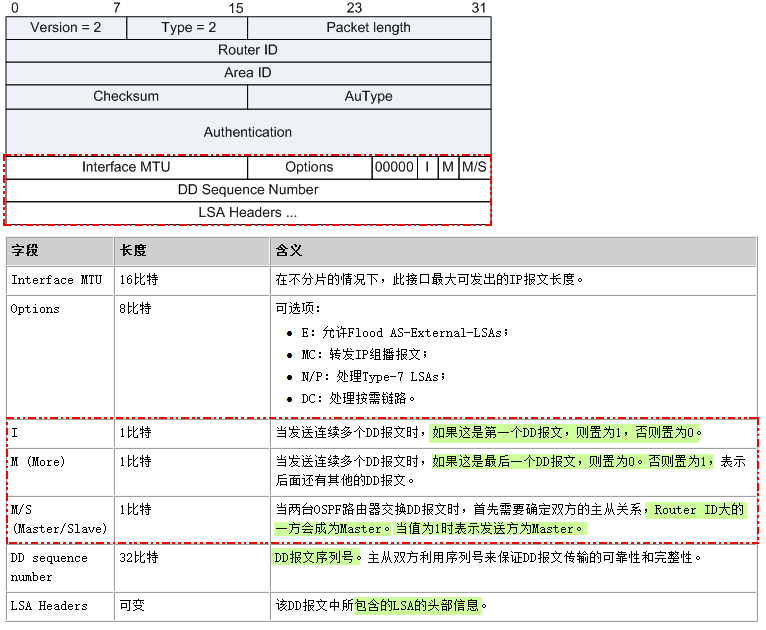 0 7 15 23 31
Version = 2 Type = 2 Packet length
Router ID
Area ID
Checksum AuType
Authentication
Interface MTU Options 00000 I M M/S
DD Sequence Number
LSA Headers ...
字段 长度 含义
Interface MTU 16比特 在不分片的情况下，此接口最大可发出的IP报文长度。
Options 8比特 可选项：
● E：允许Flood AS-External-LSAs；
● MC：转发IP组播报文；
● N/P：处理Type-7 LSAs；
● DC：处理按需链路。
I 1比特 当发送连续多个DD报文时，如果这是第一个DD报文，则置为1，否则置为0。
M (More) 1比特 当发送连续多个DD报文时，如果这是最后一个DD报文，则置为0。否则置为1，表示
后面还有其他的DD报文。
M/S 1比特 当两台OSPF路由器交换DD报文时，首先需要确定双方的主从关系，Router ID大的
(Master/Slave) 一方会成为Master。当值为1时表示发送方为Master。
DD sequence 32比特 DD报文序列号。主从双方利用序列号来保证DD报文传输的可靠性和完整性。
number
LSA Headers 可变 该DD报文中所包含的LSA的头部信息。